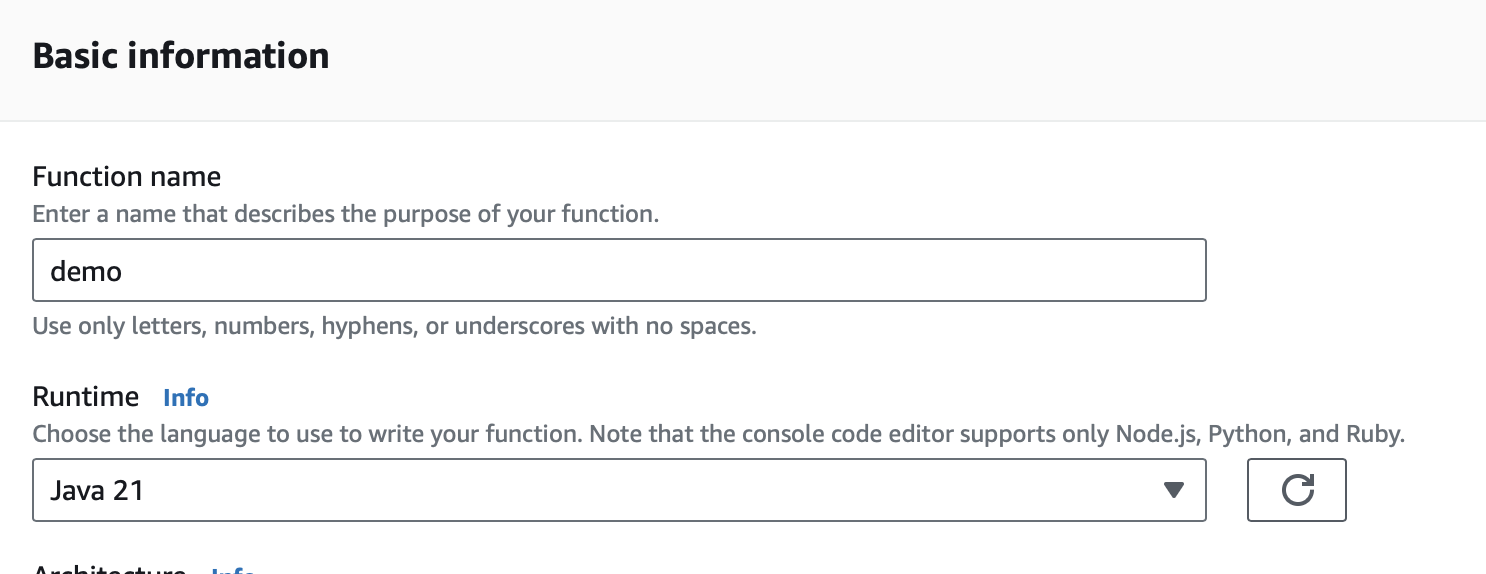 Basic information
Function name
Enter a name that describes the purpose of your function.
demo
Use only letters, numbers, hyphens, or underscores with no spaces.
Runtime Info
Choose the language to use to write your function. Note that the console code editor supports only Node.js, Python, and Ruby.
Java 21
Architecture Info